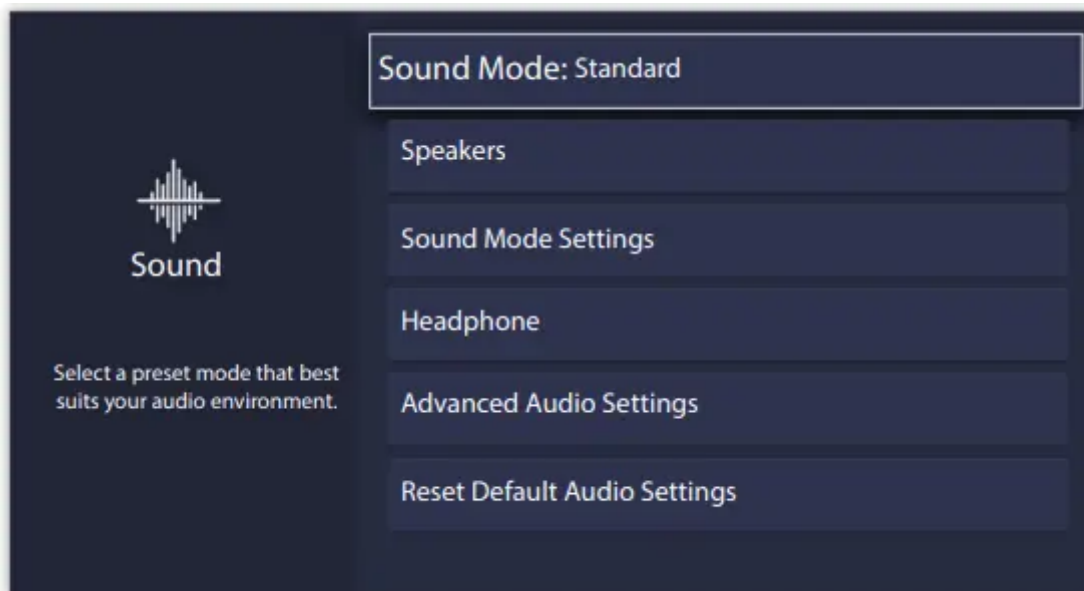 Sound
Select a preset mode that best
suits your audio environment.
Sound Mode: Standard
Speakers
Sound Mode Settings
Headphone
Advanced Audio Settings
Reset Default Audio Settings